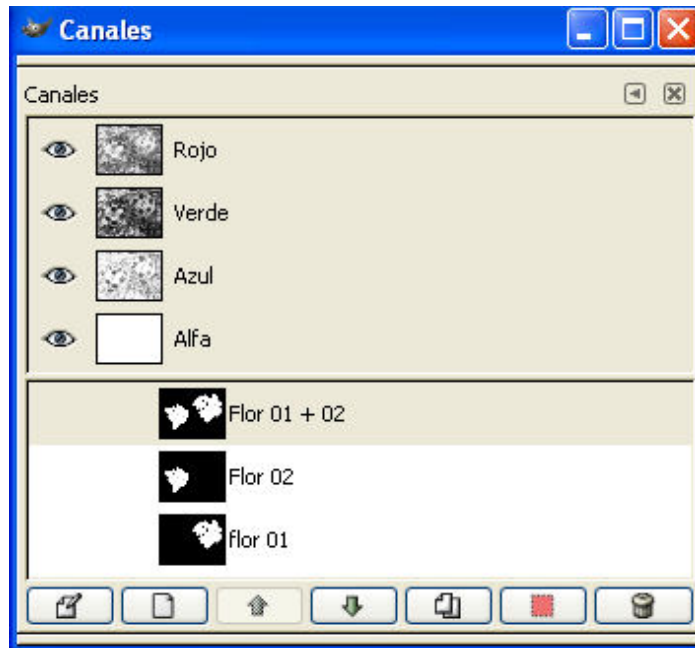 Canales
Canales
Rojo
Verde
Azul
Alfa
Flor 01 + 02
Flor 02
flor 01